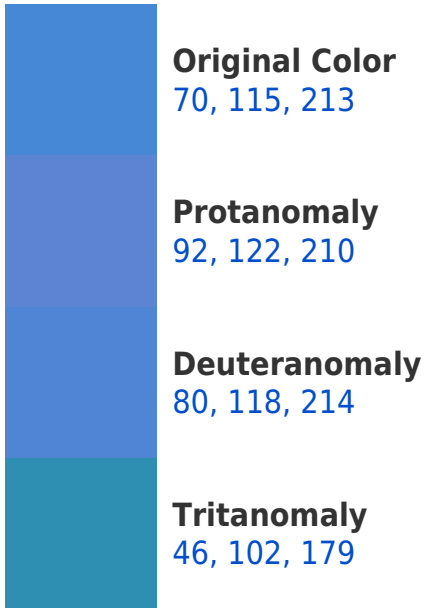 Original Color
70, 115, 213
Protanomaly
92, 122, 210
Deuteranomaly
80, 118, 214
Tritanomaly
46, 102, 179